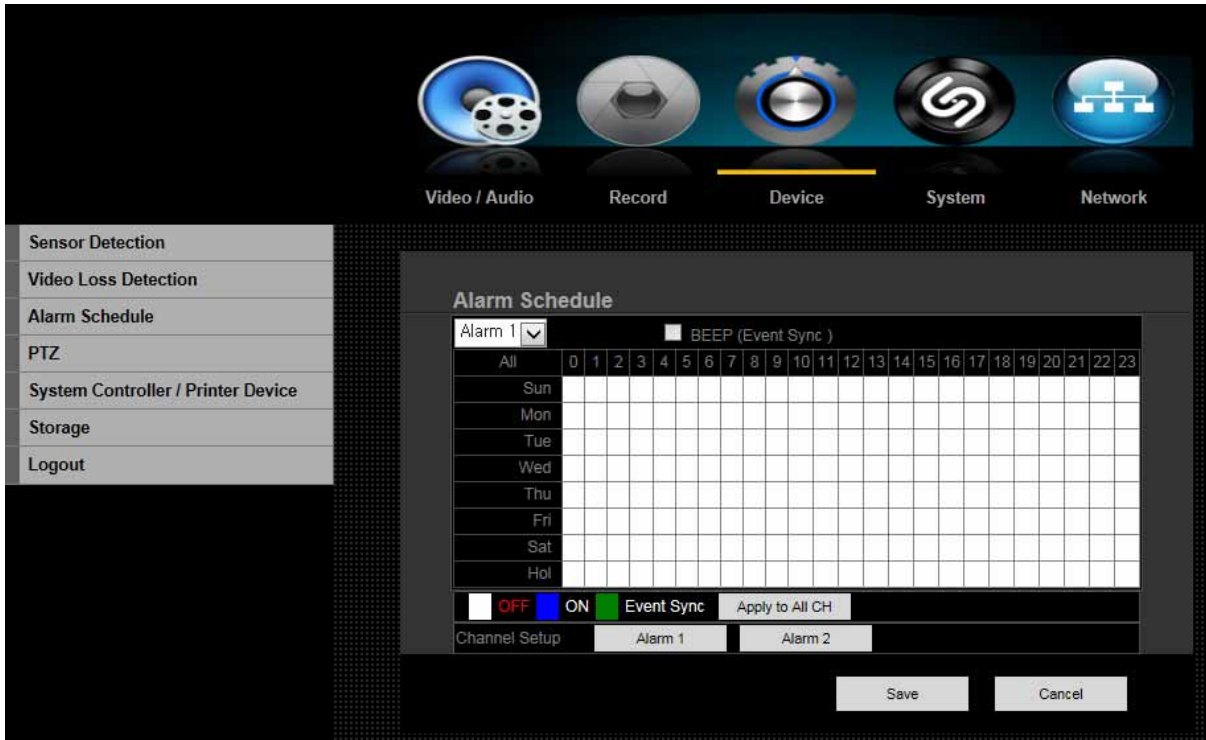 Video / Audio Record Device System Network
Sensor Detection
Video Loss Detection
Alarm Schedule
PTZ
System Controller / Printer Device
Storage
Logout
Alarm Schedule
Alarm 1 BEEP (Event Sync )
All 0 1 2 3 4 5 6 7 8 9 10 11 12 13 14 15 16 17 18 19 20 21 22 23
Sun
Mon
Tue
Wed
Thu
Fri
Sat
Hol
OFF ON Event Sync Apply to All CH
Channel Setup Alarm 1 Alarm 2
Save Cancel